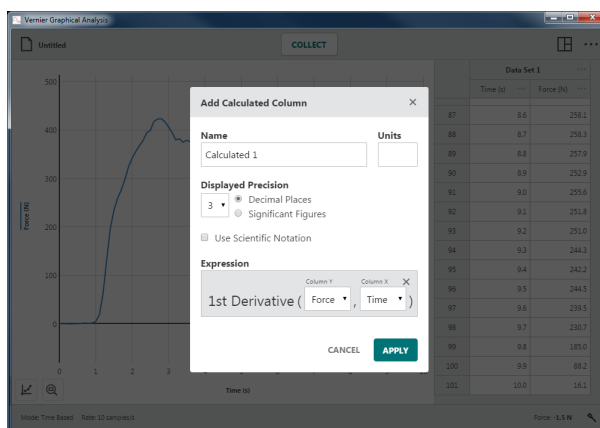 Vernier Graphical Analysis
Untitled
COLLECT
500
400
300
200
100
0
Force (N)
0 1 2 3
Time (s)
Data Set 1
Time (s) Force (N)
87 8.6 258.1
88 8.7 258.3
89 8.8 257.9
90 8.9 252.9
91 9.0 255.6
92 9.1 251.8
93 9.2 251.0
94 9.3 244.3
95 9.4 242.2
96 9.5 244.5
97 9.6 239.5
98 9.7 230.7
99 9.8 185.0
100 9.9 88.2
101 10.0 16.1
Add Calculated Column
Name Units
Calculated 1
Displayed Precision
3
Decimal Places
Significant Figures
Use Scientific Notation
Expression
Column Y Column X
1st Derivative ( Force , Time )
CANCEL APPLY
Mode: Time Based Rate: 10 samples/s
Force -1.5 N